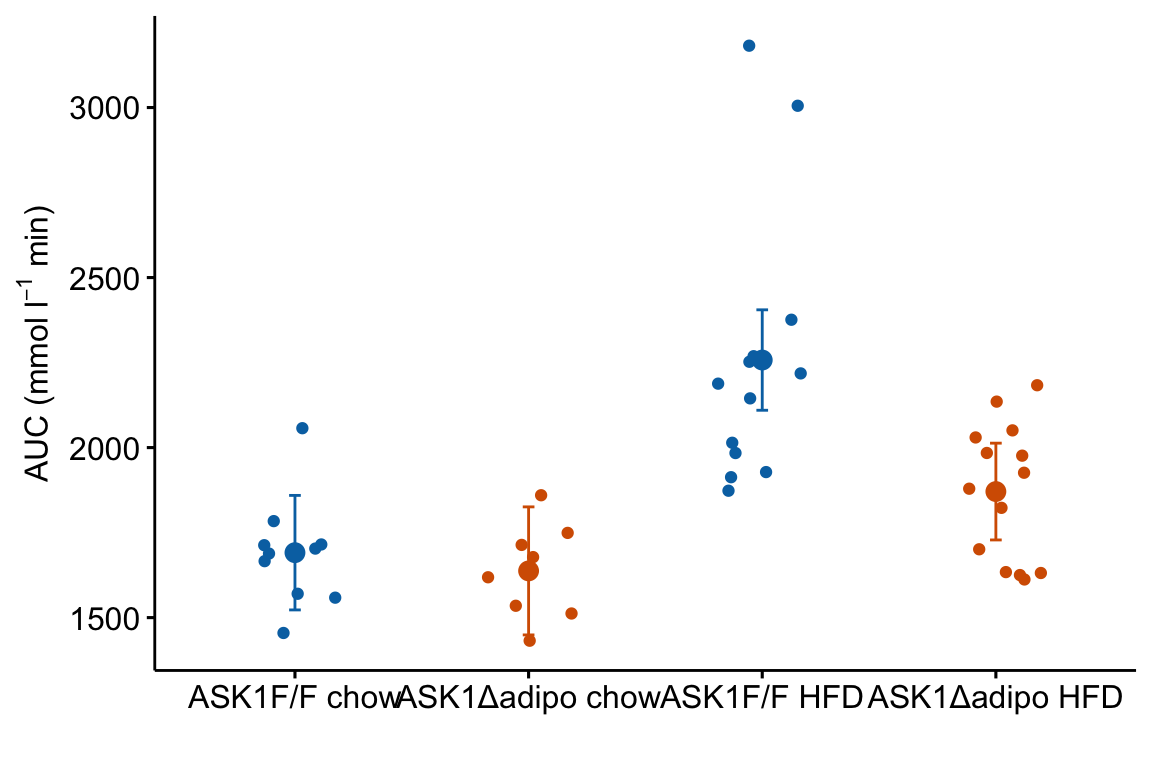 3000
2500
2000
1500
AUC (mmol l⁻¹ min)
ASK1F/F chow
ASK1Δadipo chow
ASK1F/F HFD
ASK1Δadipo HFD